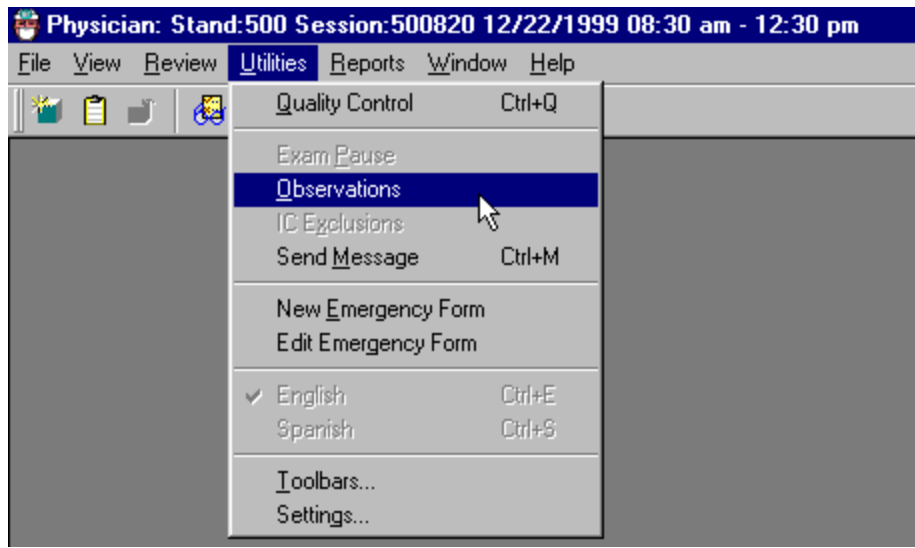 Physician: Stand:500 Session:500820 12/22/1999 08:30 am - 12:30 pm
File View Review Utilities Reports Window Help
Quality Control Ctrl+Q
Exam Pause
Observations
IC Exclusions
Send Message Ctrl+M
New Emergency Form
Edit Emergency Form
English Ctrl+E
Spanish Ctrl+S
Toolbars...
Settings...